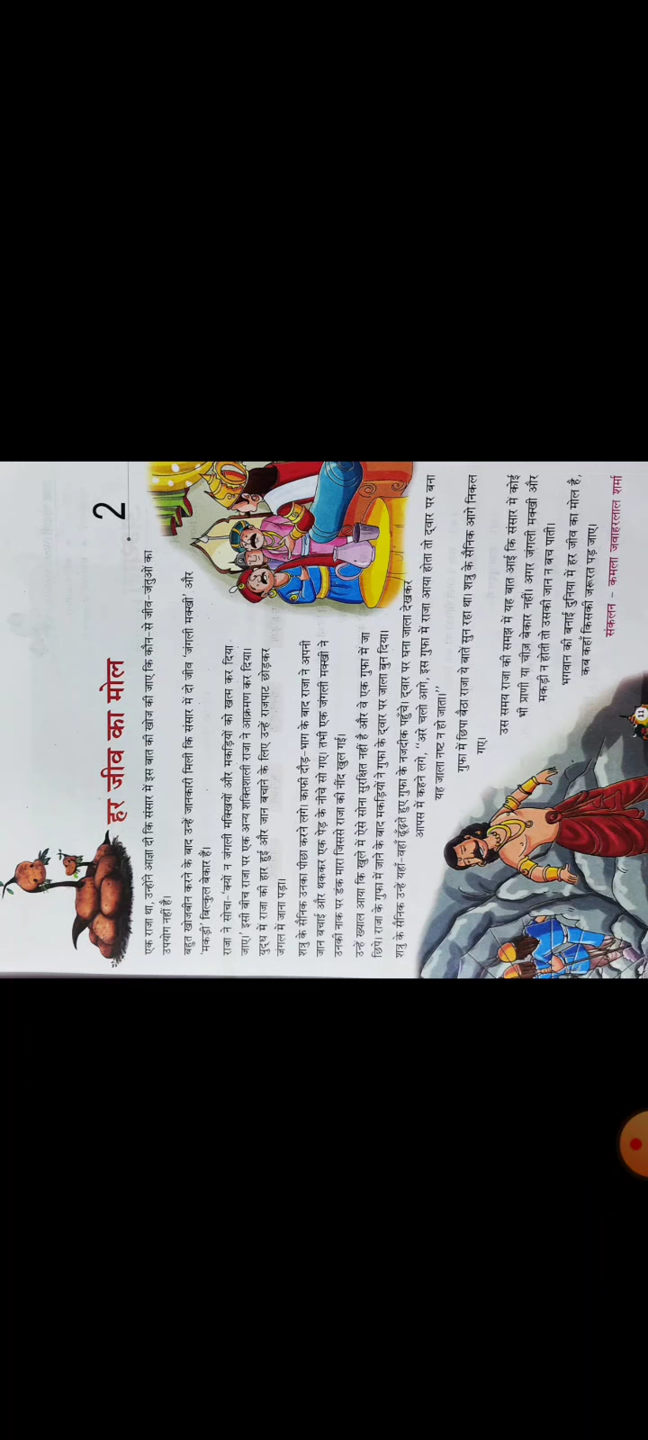 2
हर जीव का मोल
एक राजा था, उन्होंने आज्ञा दी कि संसार में इस बात की खोज की जाए कि कौन-से जीव-जंतुओं का
उपयोग नहीं है।
बहुत खोजबीन करने के बाद उन्हें जानकारी मिली कि संसार में दो जीव 'जंगली मक्खी' और
'मकड़ी' बिल्कुल बेकार हैं।
राजा ने सोचा- 'क्यों न जंगली मक्खियों और मकड़ियों को खत्म कर दिया
जाए।' इसी बीच राजा पर एक अन्य शक्तिशाली राजा ने आक्रमण कर दिया।
युद्ध में राजा की हार हुई और जान बचाने के लिए उन्हें राजपाट छोड़कर
जंगल में जाना पड़ा।
शत्रु के सैनिक उनका पीछा करने लगे। काफी दौड़-भाग के बाद राजा ने अपनी
जान बचाई और थककर एक पेड़ के नीचे सो गए। तभी एक जंगली मक्खी ने
उनकी नाक पर डंक मारा जिससे राजा की नींद खुल गई।
उन्हें ख्याल आया कि खुले में ऐसे सोना सुरक्षित नहीं है और वे एक गुफा में जा
छिपे। राजा के गुफा में जाने के बाद मकड़ियों ने गुफा के द्वार पर जाला बुन दिया।
शत्रु के सैनिक उन्हें यहाँ-वहाँ ढूँढ़ते हुए गुफा के नजदीक पहुंचे। द्वार पर घना जाला देखकर
आपस में कहने लगे, "अरे चलो आगे, इस गुफा में राजा आया होता तो द्वार पर बना
यह जाला नष्ट न हो जाता।"
गुफा में छिपा बैठा राजा ये बातें सुन रहा था। शत्रु के सैनिक आगे निकल
गए।
उस समय राजा की समझ में यह बात आई कि संसार में कोई
भी प्राणी या चीज़ बेकार नहीं। अगर जंगली मक्खी और
मकड़ी न होती तो उसकी जान न बच पाती।
भगवान की बनाई दुनिया में हर जीव का मोल है,
कब कहाँ किसकी जरूरत पड़ जाए।
संकलन - कमला जवाहरलाल शर्मा
11